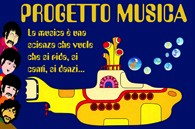 PROGETTO MUSICA
La musica è una
scienza che vuole
che si rida, si
canti, si danzi...